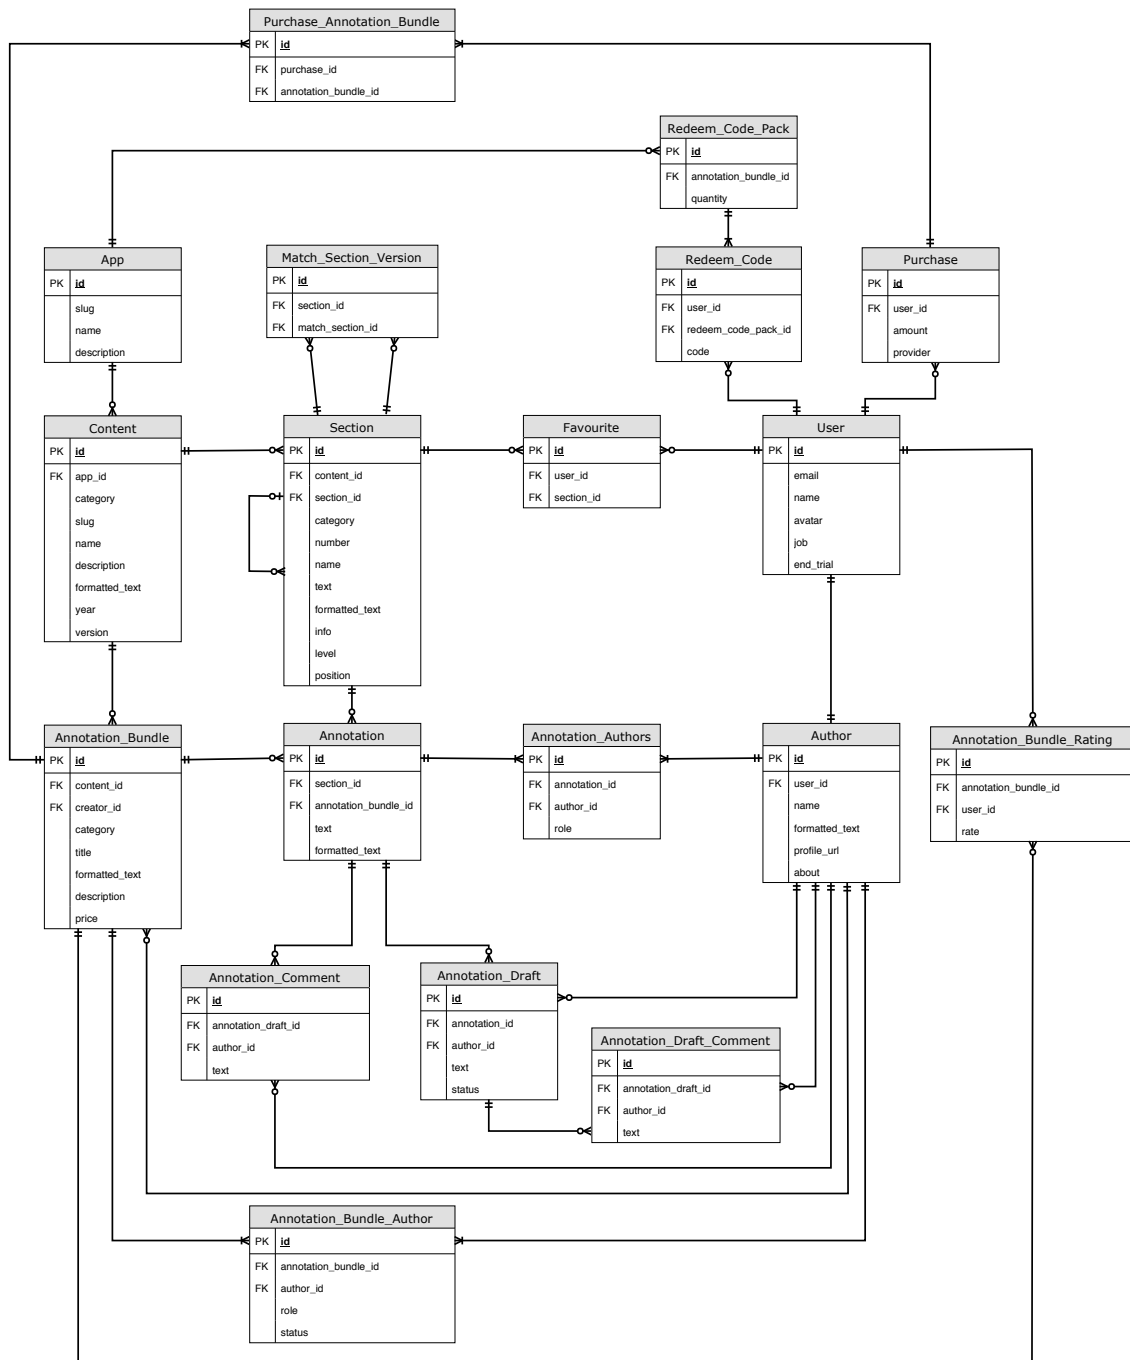 Purchase_Annotation_Bundle
PK id
FK purchase_id
FK annotation_bundle_id
Redeem_Code_Pack
PK id
FK annotation_bundle_id
quantity
App
PK id
slug
name
description
Match_Section_Version
PK id
FK section_id
FK match_section_id
Redeem_Code
PK id
FK user_id
FK redeem_code_pack_id
code
Purchase
PK id
FK user_id
amount
provider
Content
PK id
FK app_id
category
slug
name
description
formatted_text
year
version
Section
PK id
FK content_id
FK section_id
category
number
name
text
formatted_text
info
level
position
Favourite
PK id
FK user_id
FK section_id
User
PK id
email
name
avatar
job
end_trial
Annotation_Bundle
PK id
FK content_id
FK creator_id
category
title
formatted_text
description
price
Annotation
PK id
FK section_id
FK annotation_bundle_id
text
formatted_text
Annotation_Authors
PK id
FK annotation_id
FK author_id
role
Author
PK id
FK user_id
name
formatted_text
profile_url
about
Annotation_Bundle_Rating
PK id
FK annotation_bundle_id
FK user_id
rate
Annotation_Comment
PK id
FK annotation_draft_id
FK author_id
text
Annotation_Draft
PK id
FK annotation_id
FK author_id
text
status
Annotation_Draft_Comment
PK id
FK annotation_draft_id
FK author_id
text
Annotation_Bundle_Author
PK id
FK annotation_bundle_id
FK author_id
role
status